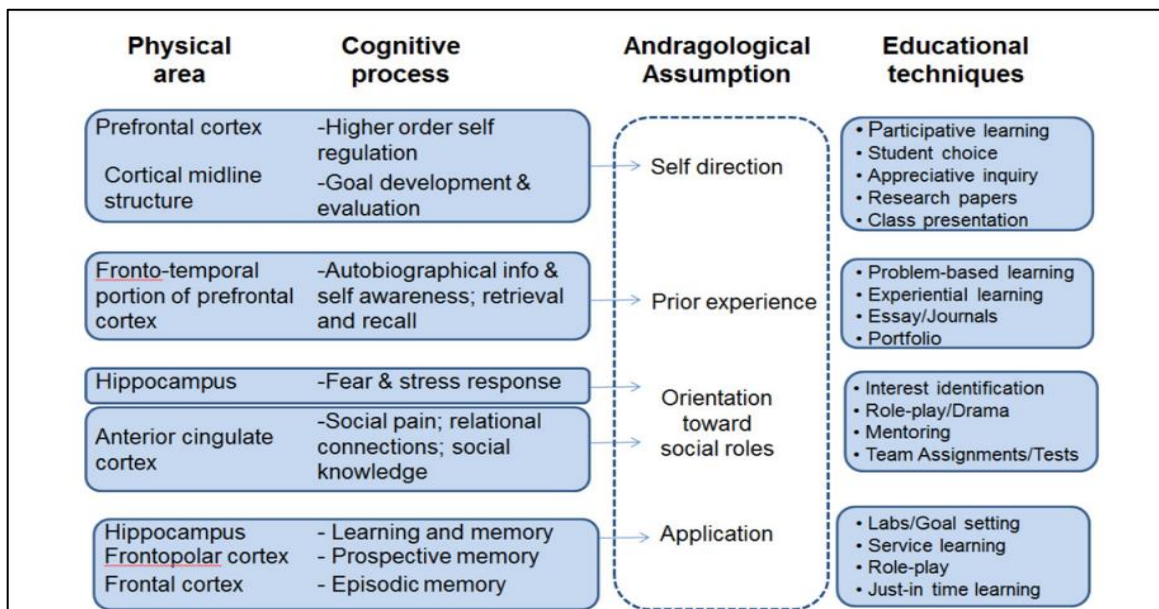 Physical area
Cognitive process
Andragological Assumption
Educational techniques
Prefrontal cortex
Cortical midline structure
-Higher order self regulation
-Goal development & evaluation
Self direction
• Participative learning
• Student choice
• Appreciative inquiry
• Research papers
• Class presentation
Fronto-temporal portion of prefrontal cortex
-Autobiographical info & self awareness; retrieval and recall
Prior experience
• Problem-based learning
• Experiential learning
• Essay/Journals
• Portfolio
Hippocampus
-Fear & stress response
Anterior cingulate cortex
-Social pain; relational connections; social knowledge
Orientation toward social roles
• Interest identification
• Role-play/Drama
• Mentoring
• Team Assignments/Tests
Hippocampus
- Learning and memory
Frontopolar cortex
- Prospective memory
Frontal cortex
- Episodic memory
Application
• Labs/Goal setting
• Service learning
• Role-play
• Just-in time learning